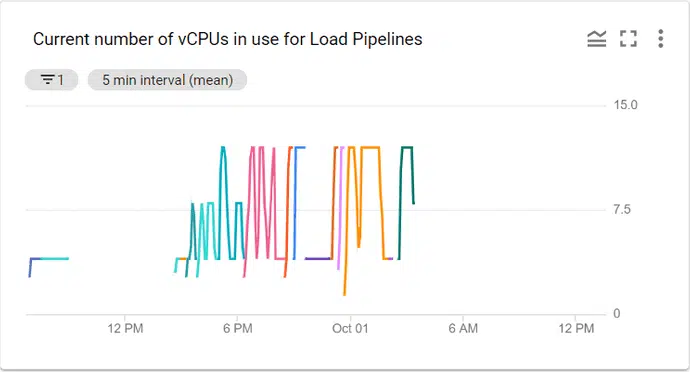 Current number of vCPUs in use for Load Pipelines
1 5 min interval (mean)
15.0
7.5
0
12 PM 6 PM Oct 01 6 AM 12 PM